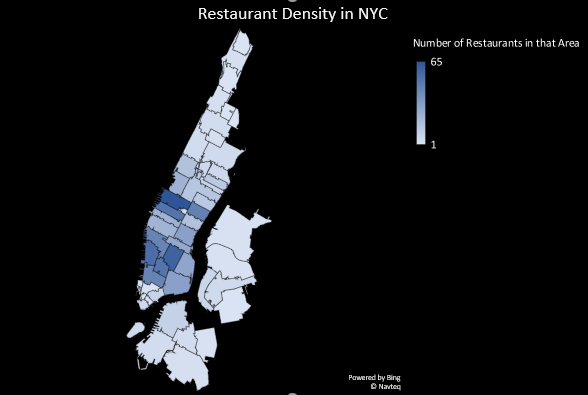 Restaurant Density in NYC
Number of Restaurants in that Area
65
1
Powered by Bing
© Navteq